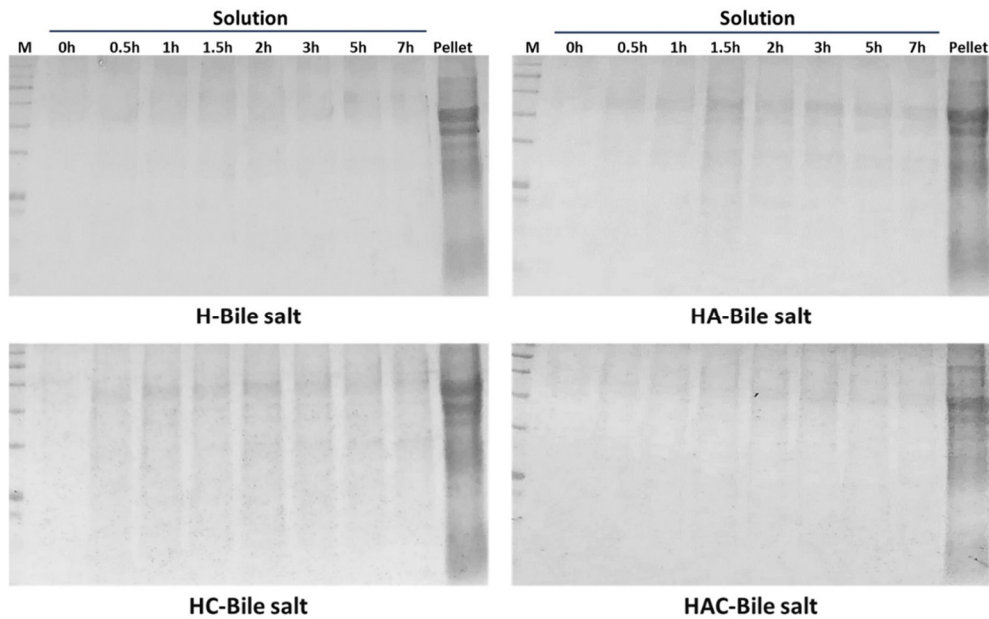 Solution
M 0h 0.5h 1h 1.5h 2h 3h 5h 7h Pellet
Solution
M 0h 0.5h 1h 1.5h 2h 3h 5h 7h Pellet
H-Bile salt
HA-Bile salt
HC-Bile salt
HAC-Bile salt